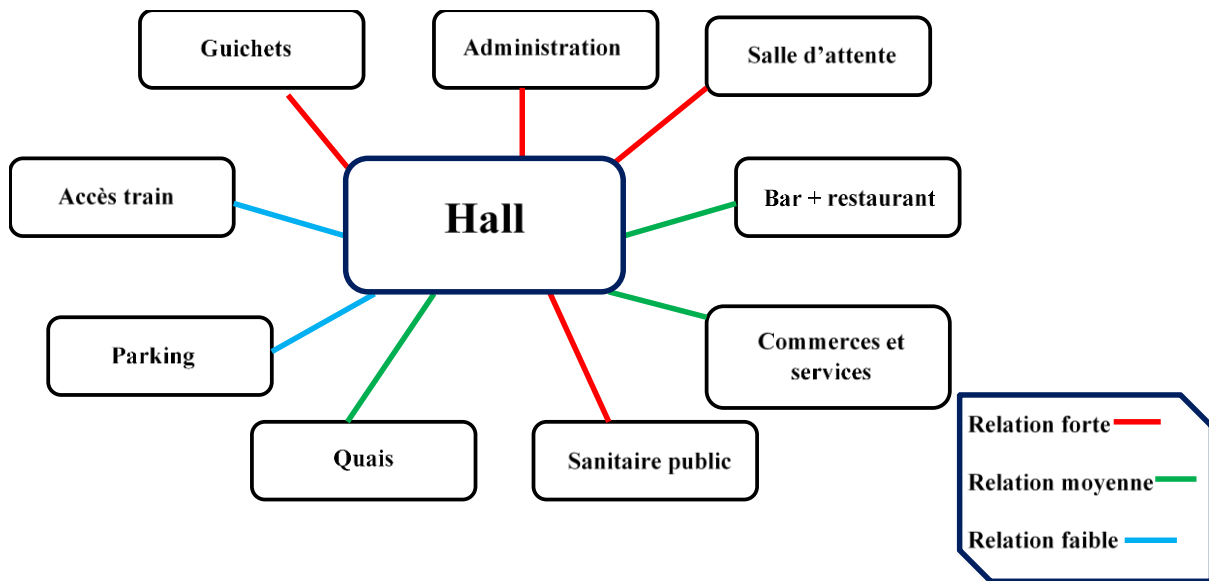 Guichets
Administration
Salle d’attente
Accès train
Hall
Bar + restaurant
Parking
Commerces et
services
Quais
Sanitaire public
Relation forte
Relation moyenne
Relation faible